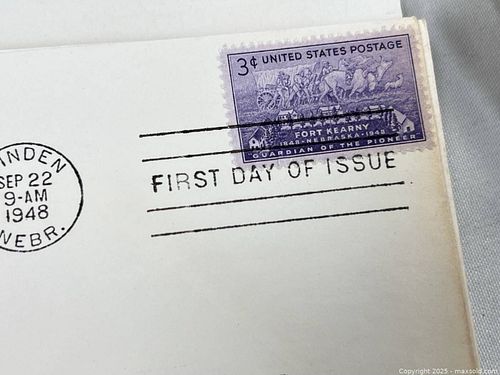 3¢ UNITED STATES POSTAGE
FORT KEARNY
1848-NEBRASKA-1948
GUARDIAN OF THE PIONEER
INDEN
SEP 22
9-AM
1948
NEBR.
FIRST DAY OF ISSUE
Copyright 2025 - maxsold.com